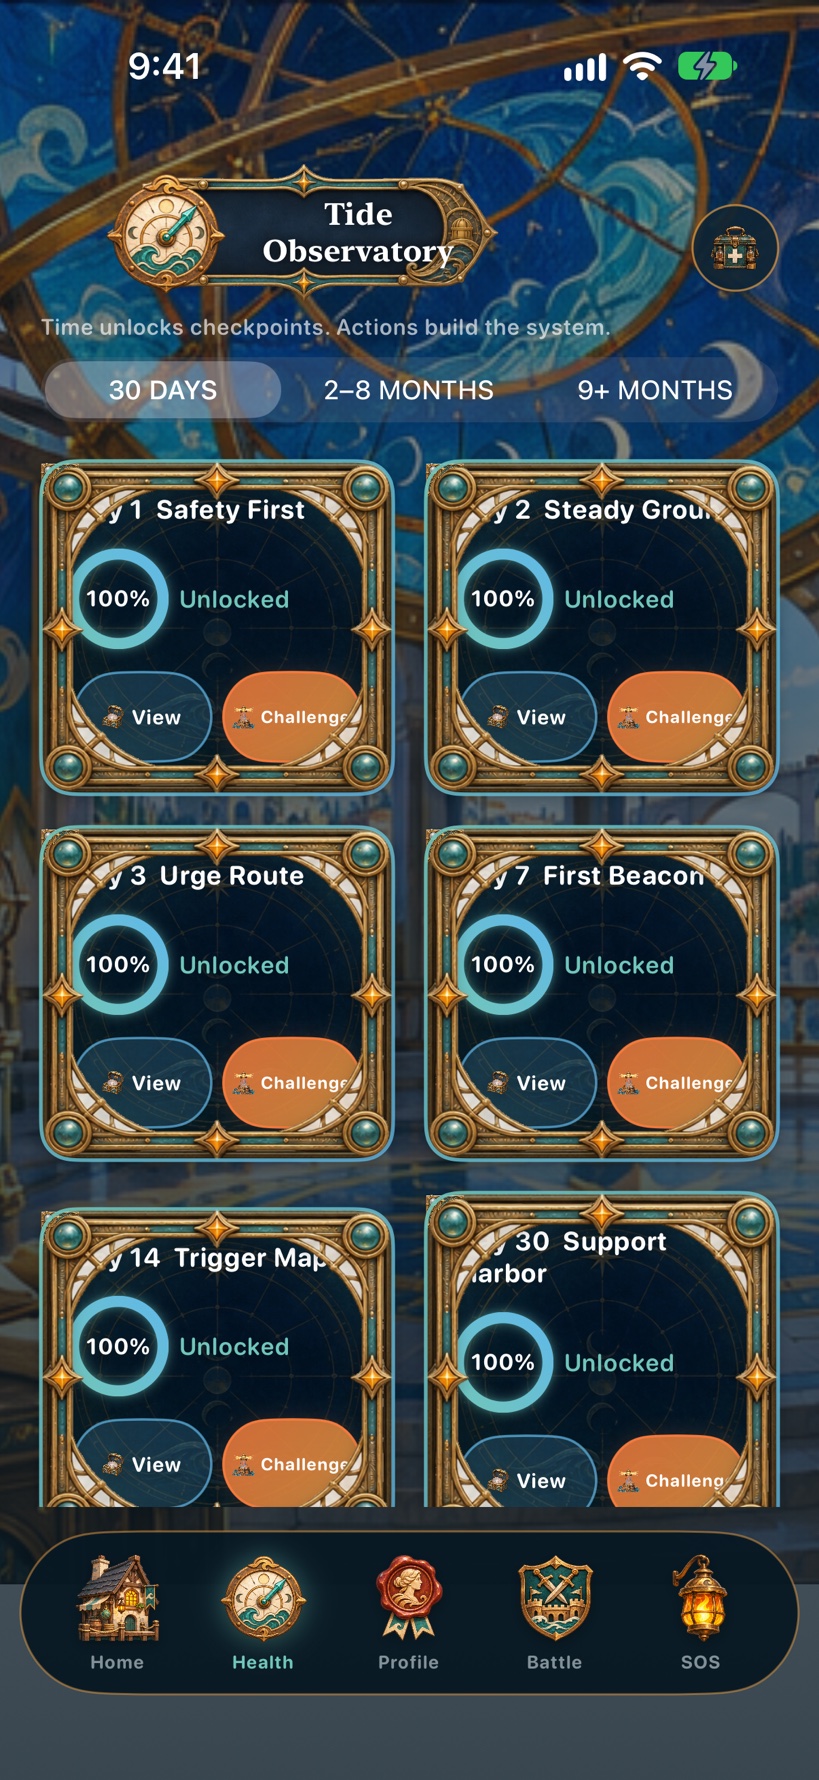 9:41
Tide
Observatory
Time unlocks checkpoints. Actions build the system.
30 DAYS 2–8 MONTHS 9+ MONTHS
y 1 Safety First
100% Unlocked
View Challenge
y 2 Steady Grou
100% Unlocked
View Challenge
y 3 Urge Route
100% Unlocked
View Challenge
y 7 First Beacon
100% Unlocked
View Challenge
y 14 Trigger Map
100% Unlocked
View Challenge
y 30 Support
arbor
100% Unlocked
View Challeng
Home Health Profile Battle SOS